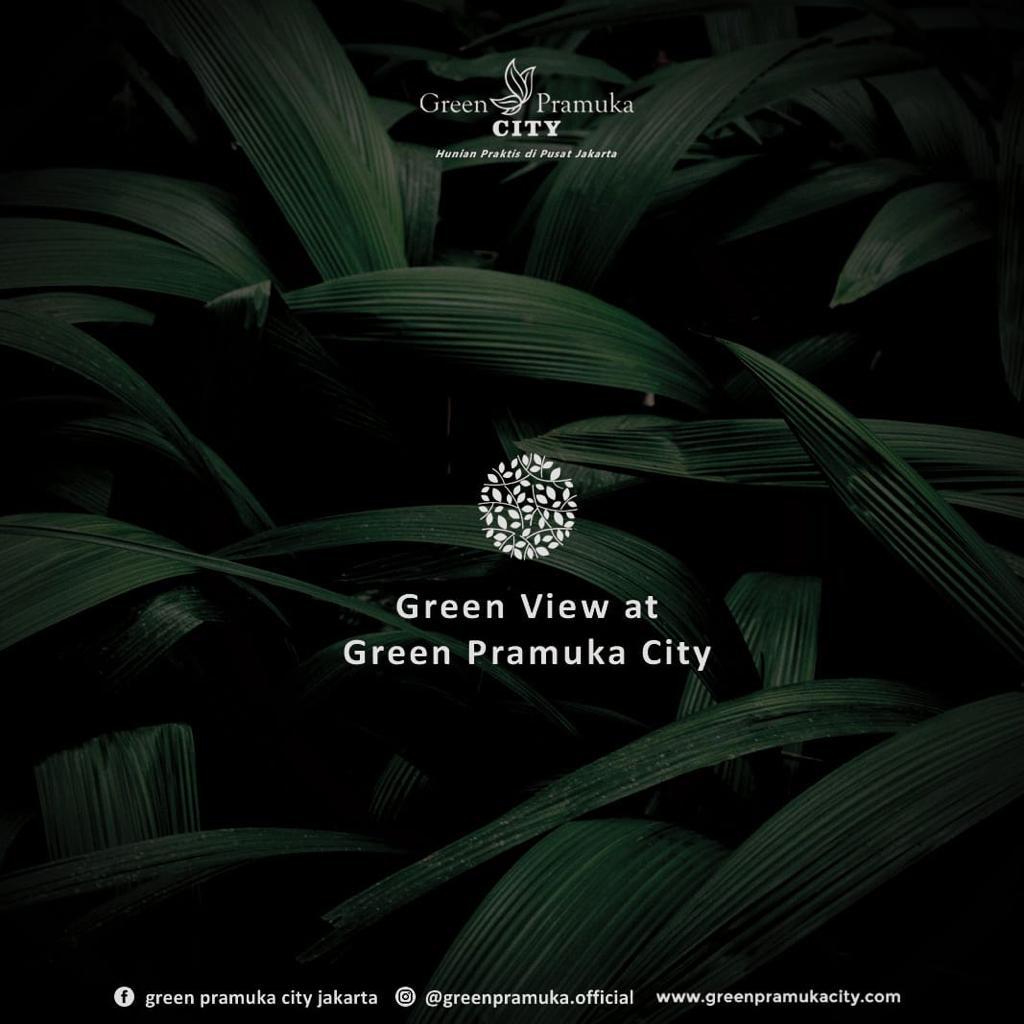 Green Pramuka
CITY
Hunian Praktis di Pusat Jakarta
Green View at
Green Pramuka City
green pramuka city jakarta @greenpramuka.official www.greenpramukacity.com